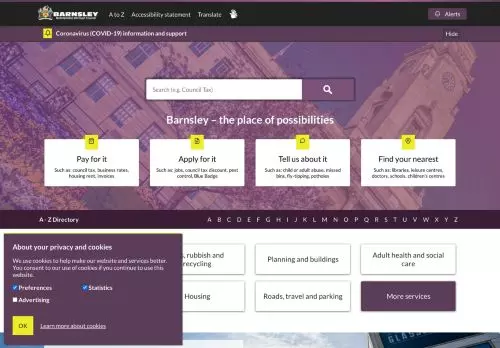 BARNSLEY
Metropolitan Borough Council
A to Z
Accessibility statement
Translate
Alerts
Coronavirus (COVID-19) information and support
Hide
Search (e.g. Council Tax)
Barnsley – the place of possibilities
Pay for it
Such as: council tax, business rates,
housing rent, invoices
Apply for it
Such as: jobs, council tax discount, pest
control, Blue Badge
Tell us about it
Such as: child or adult abuse, missed
bins, fly-tipping, potholes
Find your nearest
Such as: libraries, leisure centres,
doctors, schools, children's centres
A - Z Directory
A B C D E F G H I J K L M N O P Q R S T U V W X Y Z
rubbish and
recycling
Planning and buildings
Adult health and social
care
Housing
Roads, travel and parking
More services
About your privacy and cookies
We use cookies to help make our website and services better.
You consent to our use of cookies if you continue to use this
website.
Preferences
Statistics
Advertising
OK
Learn more about cookies
GLASS